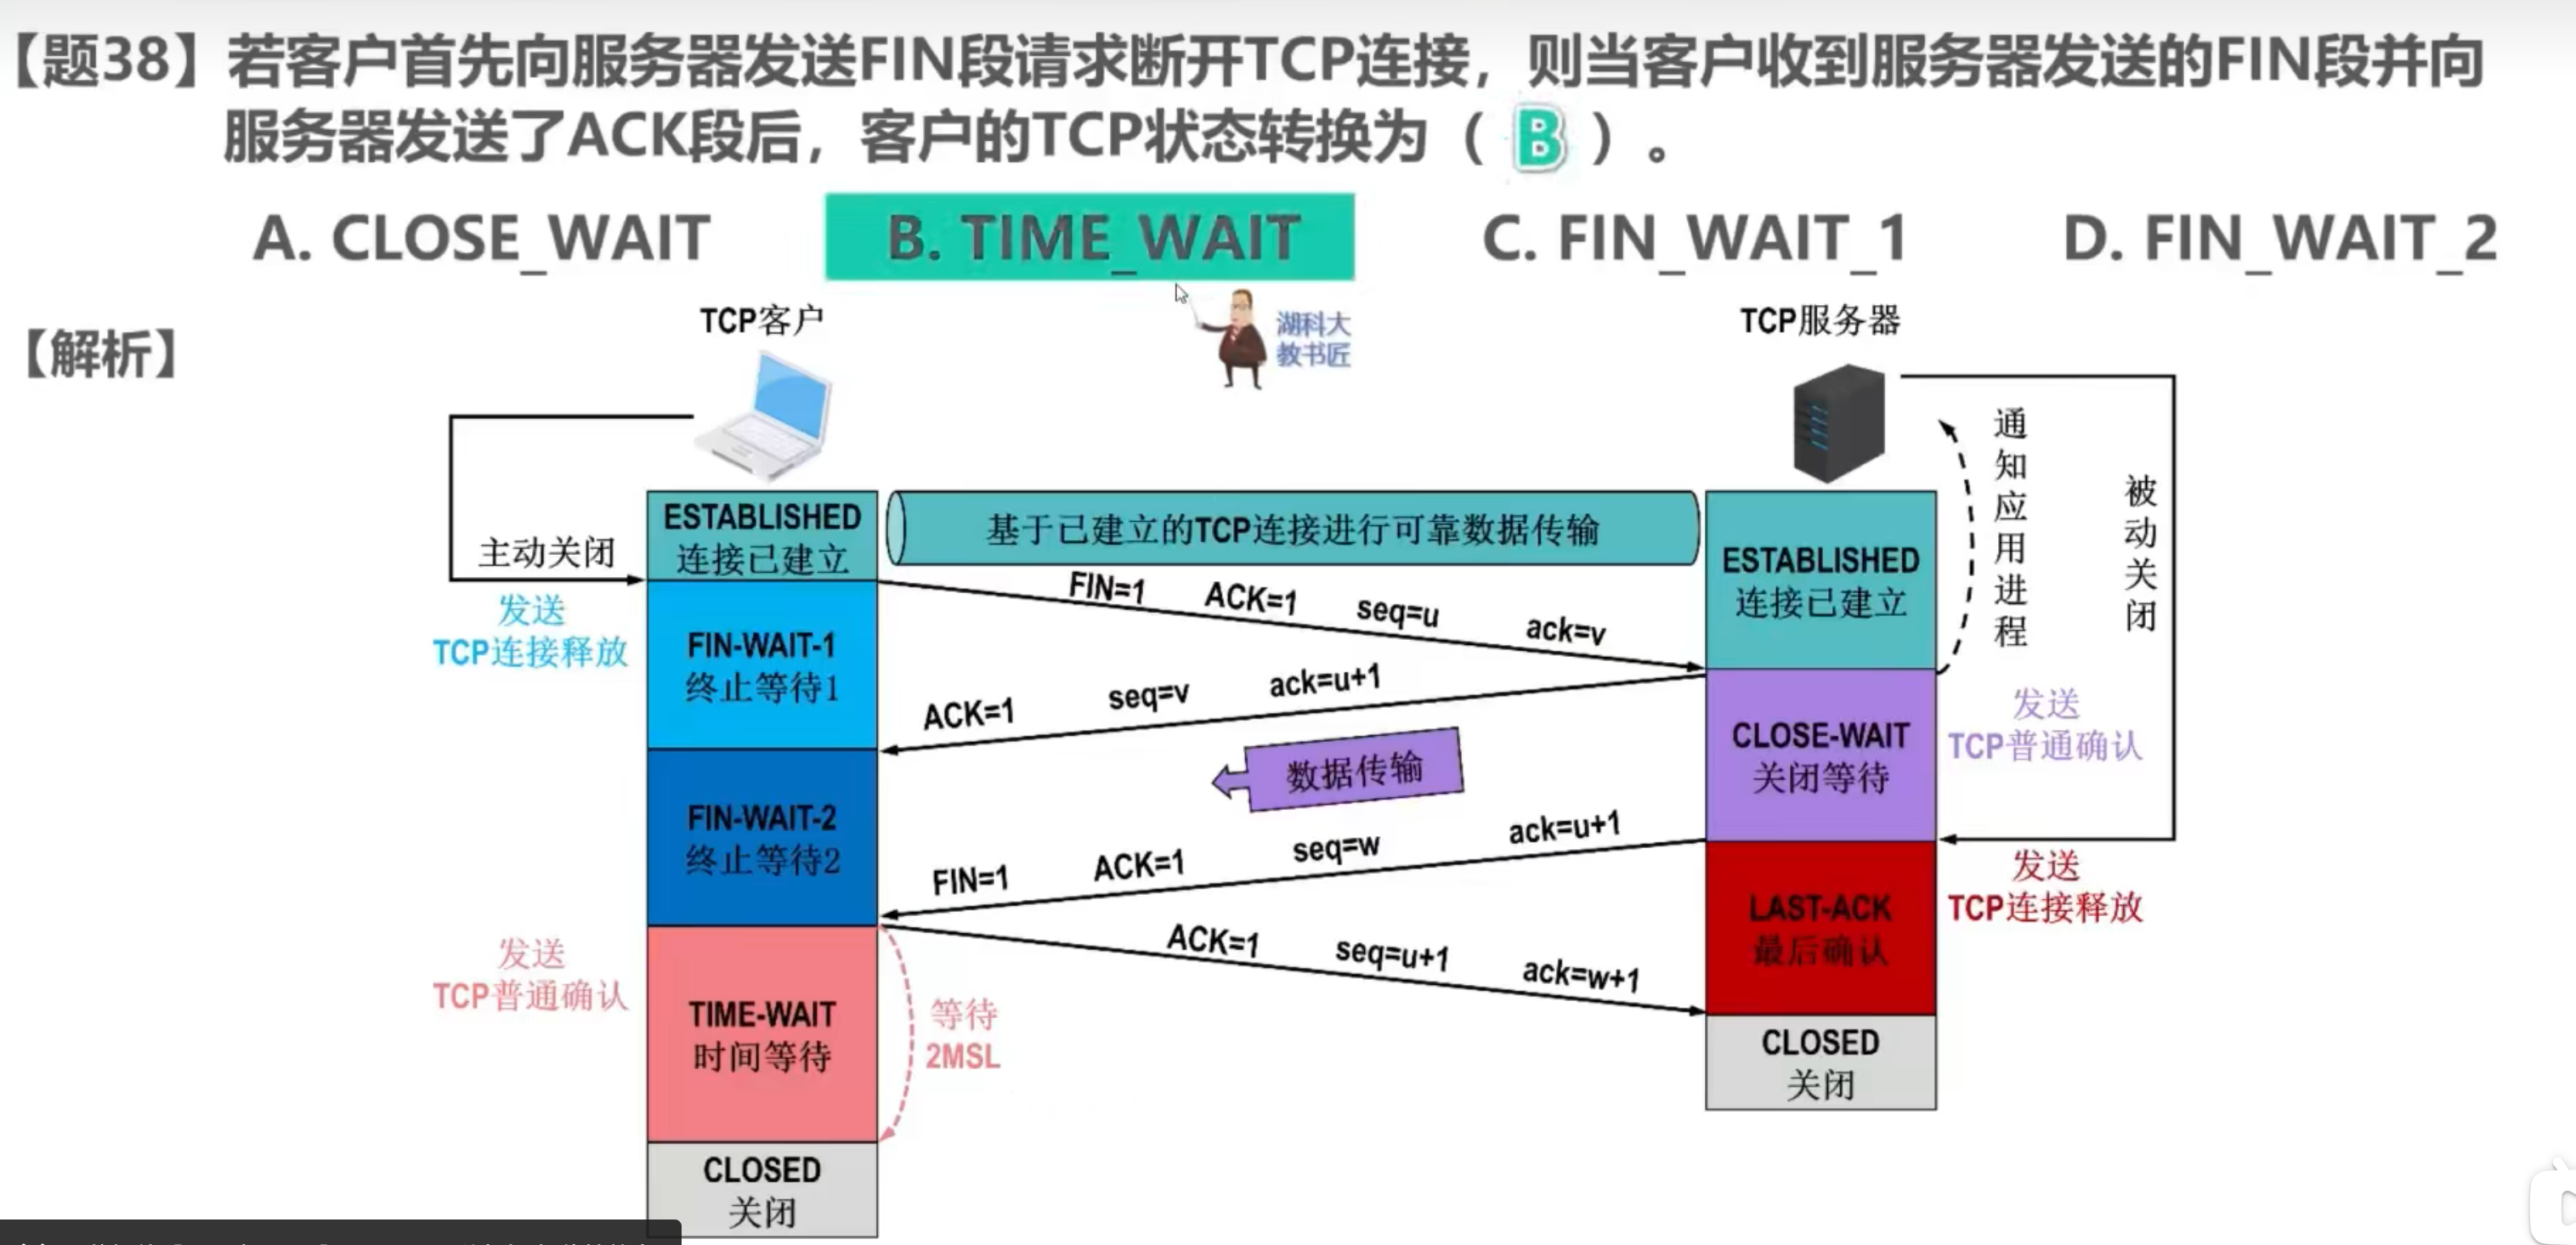 【题38】若客户首先向服务器发送FIN段请求断开TCP连接，则当客户收到服务器发送的FIN段并向
服务器发送了ACK段后，客户的TCP状态转换为（ B ）。
A. CLOSE_WAIT B. TIME_WAIT C. FIN_WAIT_1 D. FIN_WAIT_2
【解析】
TCP客户
湖科大
教书匠
TCP服务器
主动关闭
发送
TCP连接释放
ESTABLISHED
连接已建立
基于已建立的TCP连接进行可靠数据传输
ESTABLISHED
连接已建立
通知应用进程
被动关闭
FIN=1 ACK=1 seq=u ack=v
FIN-WAIT-1
终止等待1
ACK=1 seq=v ack=u+1
CLOSE-WAIT
关闭等待
发送
TCP普通确认
数据传输
FIN-WAIT-2
终止等待2
FIN=1 ACK=1 seq=w ack=u+1
LAST-ACK
最后确认
发送
TCP连接释放
发送
TCP普通确认
ACK=1 seq=u+1 ack=w+1
TIME-WAIT
时间等待
等待
2MSL
CLOSED
关闭
CLOSED
关闭